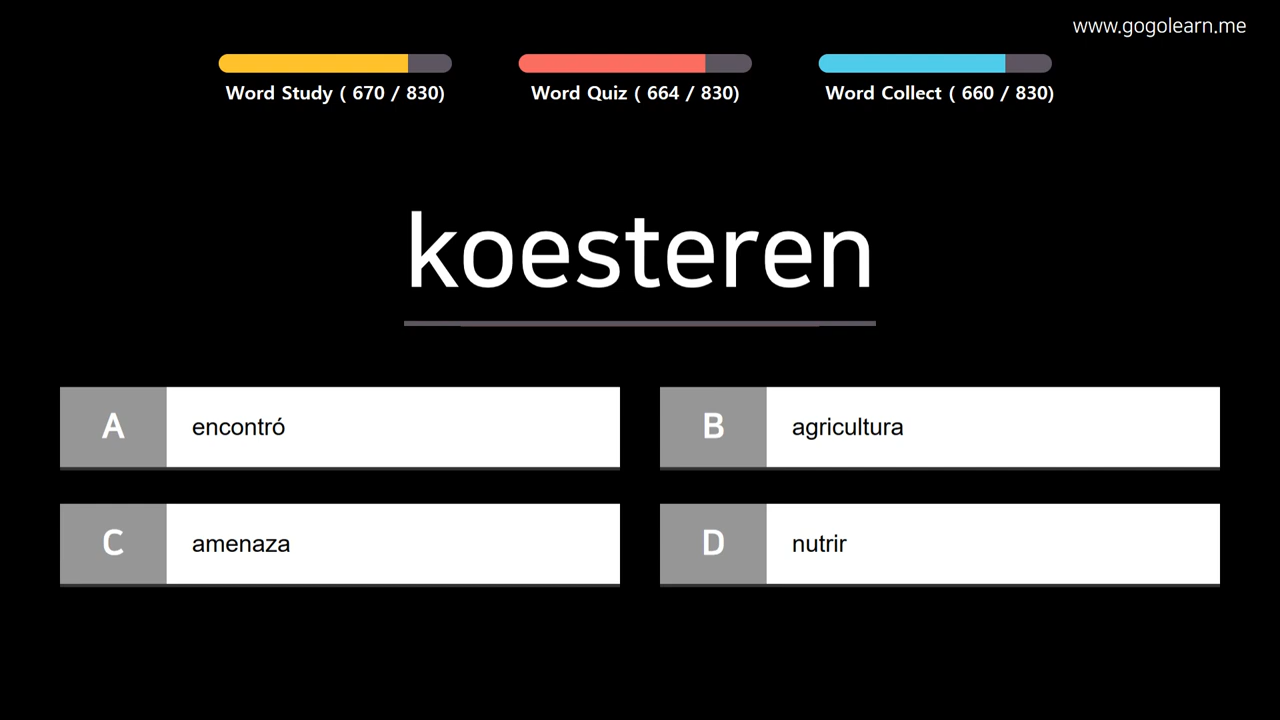 www.gogolearn.me
Word Study ( 670 / 830)
Word Quiz ( 664 / 830)
Word Collect ( 660 / 830)
koesteren
A encontró
B agricultura
C amenaza
D nutrir